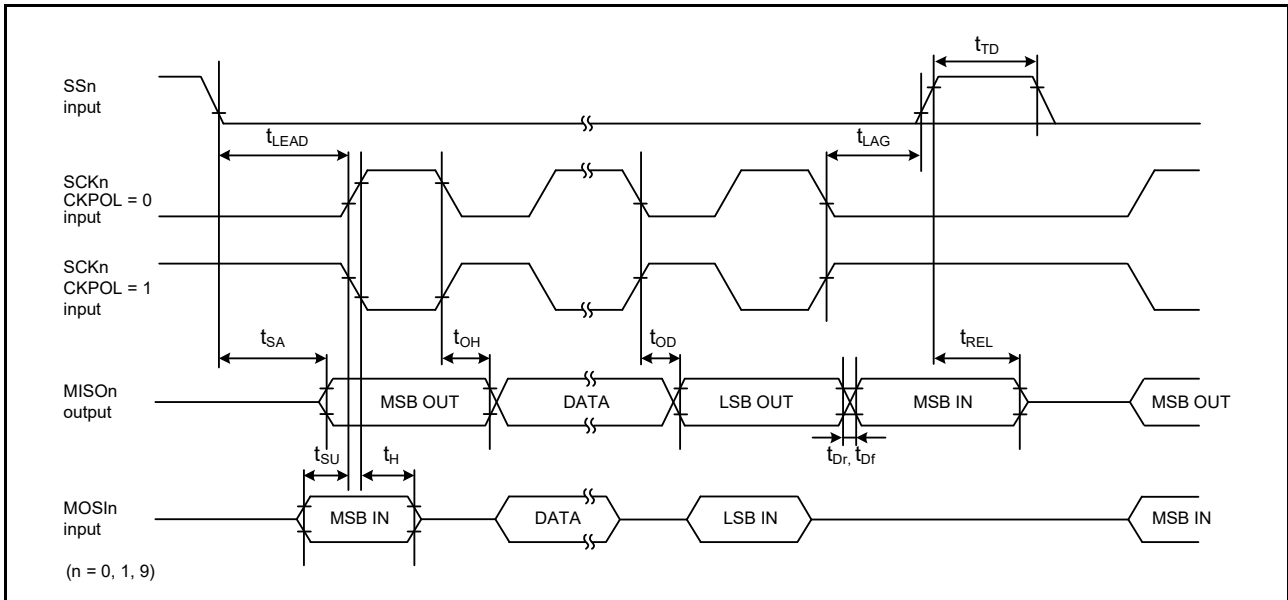 tTD
SSn
input
tLEAD
tLAG
SCKn
CKPOL = 0
input
SCKn
CKPOL = 1
input
tSA
tOH
tOD
tREL
MISOn
output
MSB OUT
DATA
LSB OUT
MSB IN
MSB OUT
tSU
tH
tDr, tDf
MOSIn
input
MSB IN
DATA
LSB IN
MSB IN
(n = 0, 1, 9)